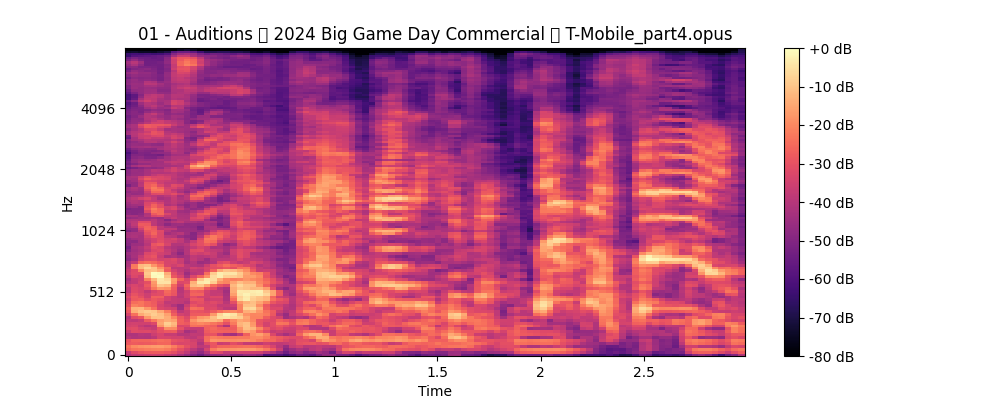 01 - Auditions ▯ 2024 Big Game Day Commercial ▯ T-Mobile_part4.opus
Hz
4096
2048
1024
512
0
0 0.5 1 1.5 2 2.5
Time
+0 dB
-10 dB
-20 dB
-30 dB
-40 dB
-50 dB
-60 dB
-70 dB
-80 dB